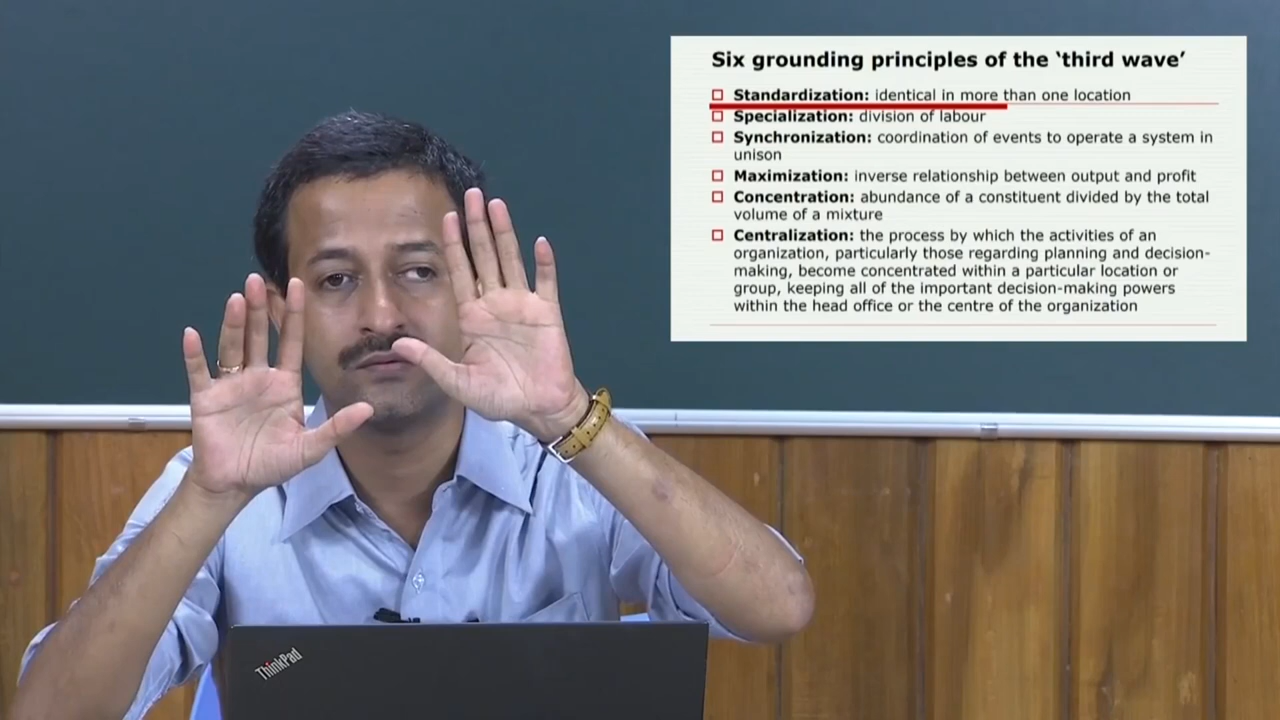 Six grounding principles of the ‘third wave’
Standardization: identical in more than one location
Specialization: division of labour
Synchronization: coordination of events to operate a system in
unison
Maximization: inverse relationship between output and profit
Concentration: abundance of a constituent divided by the total
volume of a mixture
Centralization: the process by which the activities of an
organization, particularly those regarding planning and decision-
making, become concentrated within a particular location or
group, keeping all of the important decision-making powers
within the head office or the centre of the organization
ThinkPad